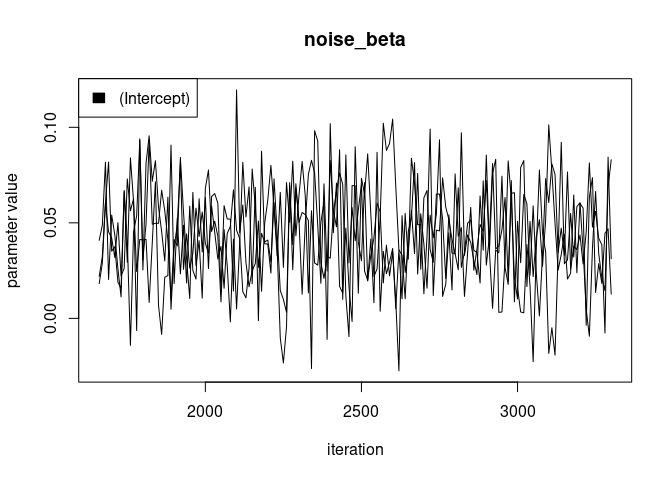 noise_beta
(Intercept)
parameter value
0.10
0.05
0.00
2000
2500
3000
iteration